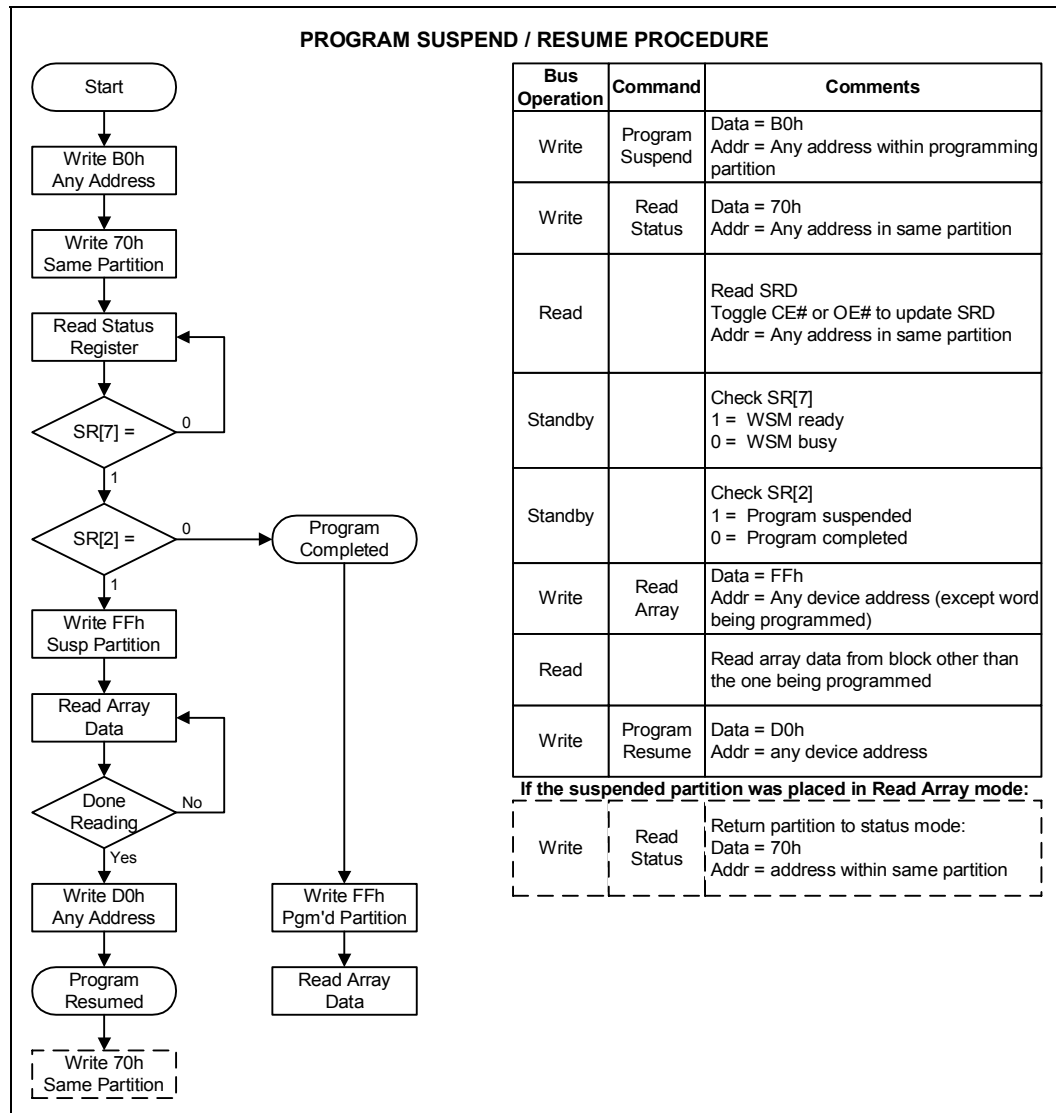 PROGRAM SUSPEND / RESUME PROCEDURE
Start
Write B0h
Any Address
Write 70h
Same Partition
Read Status
Register
SR[7] =
0
1
SR[2] =
0
1
Program
Completed
Write FFh
Susp Partition
Read Array
Data
Done
Reading
No
Yes
Write D0h
Any Address
Write FFh
Pgm'd Partition
Program
Resumed
Read Array
Data
Write 70h
Same Partition
Bus
Operation
Command
Comments
Write
Program
Suspend
Data = B0h
Addr = Any address within programming
partition
Write
Read
Status
Data = 70h
Addr = Any address in same partition
Read
Read SRD
Toggle CE# or OE# to update SRD
Addr = Any address in same partition
Standby
Check SR[7]
1 = WSM ready
0 = WSM busy
Standby
Check SR[2]
1 = Program suspended
0 = Program completed
Write
Read
Array
Data = FFh
Addr = Any device address (except word
being programmed)
Read
Read array data from block other than
the one being programmed
Write
Program
Resume
Data = D0h
Addr = any device address
If the suspended partition was placed in Read Array mode:
Write
Read
Status
Return partition to status mode:
Data = 70h
Addr = address within same partition